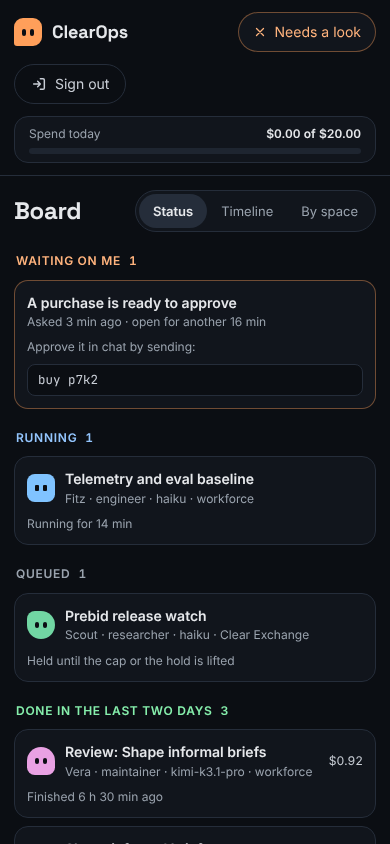 ClearOps
Needs a look
Sign out
Spend today
$0.00 of $20.00
Board
Status
Timeline
By space
WAITING ON ME 1
A purchase is ready to approve
Asked 3 min ago · open for another 16 min
Approve it in chat by sending:
buy p7k2
RUNNING 1
Telemetry and eval baseline
Fitz · engineer · haiku · workforce
Running for 14 min
QUEUED 1
Prebid release watch
Scout · researcher · haiku · Clear Exchange
Held until the cap or the hold is lifted
DONE IN THE LAST TWO DAYS 3
Review: Shape informal briefs
$0.92
Vera · maintainer · kimi-k3.1-pro · workforce
Finished 6 h 30 min ago